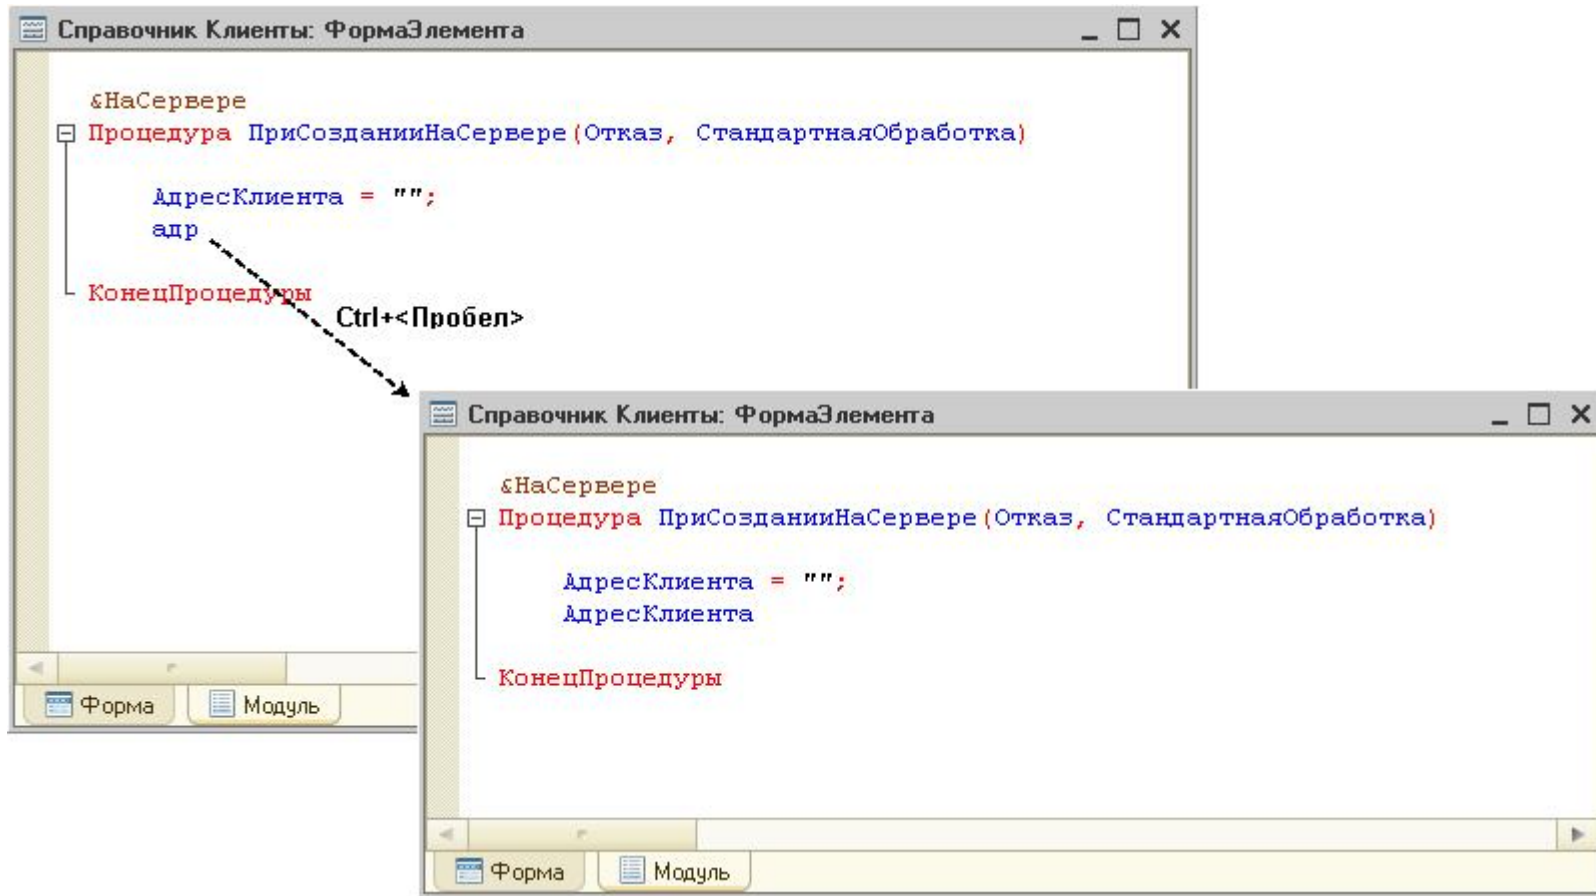 Справочник Клиенты: ФормаЭлемента
&НаСервере
Процедура ПриСозданииНаСервере(Отказ, СтандартнаяОбработка)
АдресКлиента = "";
адр
КонецПроцедуры
Ctrl+<Пробел>
Форма
Модуль
Справочник Клиенты: ФормаЭлемента
&НаСервере
Процедура ПриСозданииНаСервере(Отказ, СтандартнаяОбработка)
АдресКлиента = "";
АдресКлиента
КонецПроцедуры
Форма
Модуль